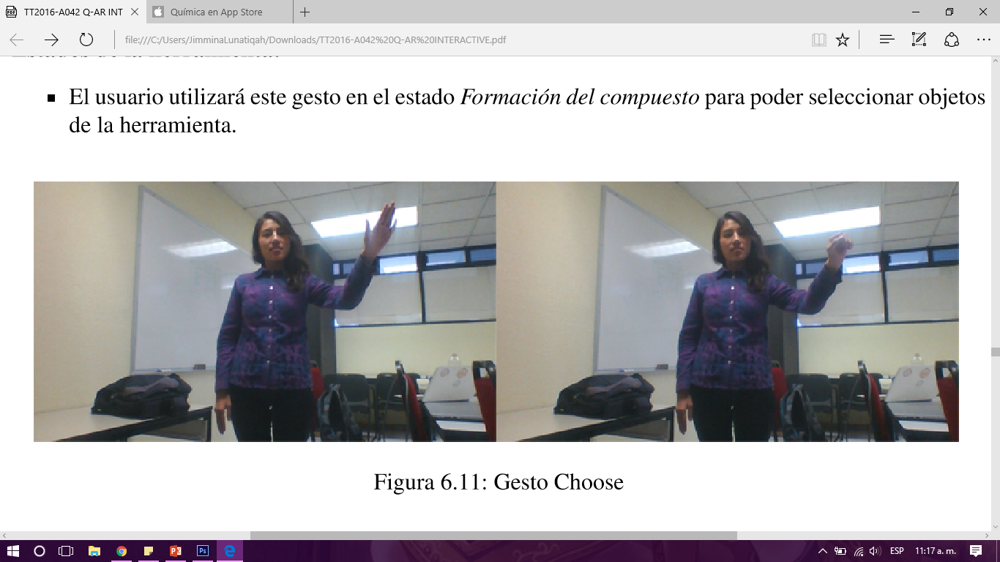 TT2016-A042 Q-AR INT
Química en App Store
file:///C:/Users/JimminaLunatiqah/Downloads/TT2016-A042%20Q-AR%20INTERACTIVE.pdf
El usuario utilizará este gesto en el estado Formación del compuesto para poder seleccionar objetos
de la herramienta.
Figura 6.11: Gesto Choose
ESP
11:17 a. m.